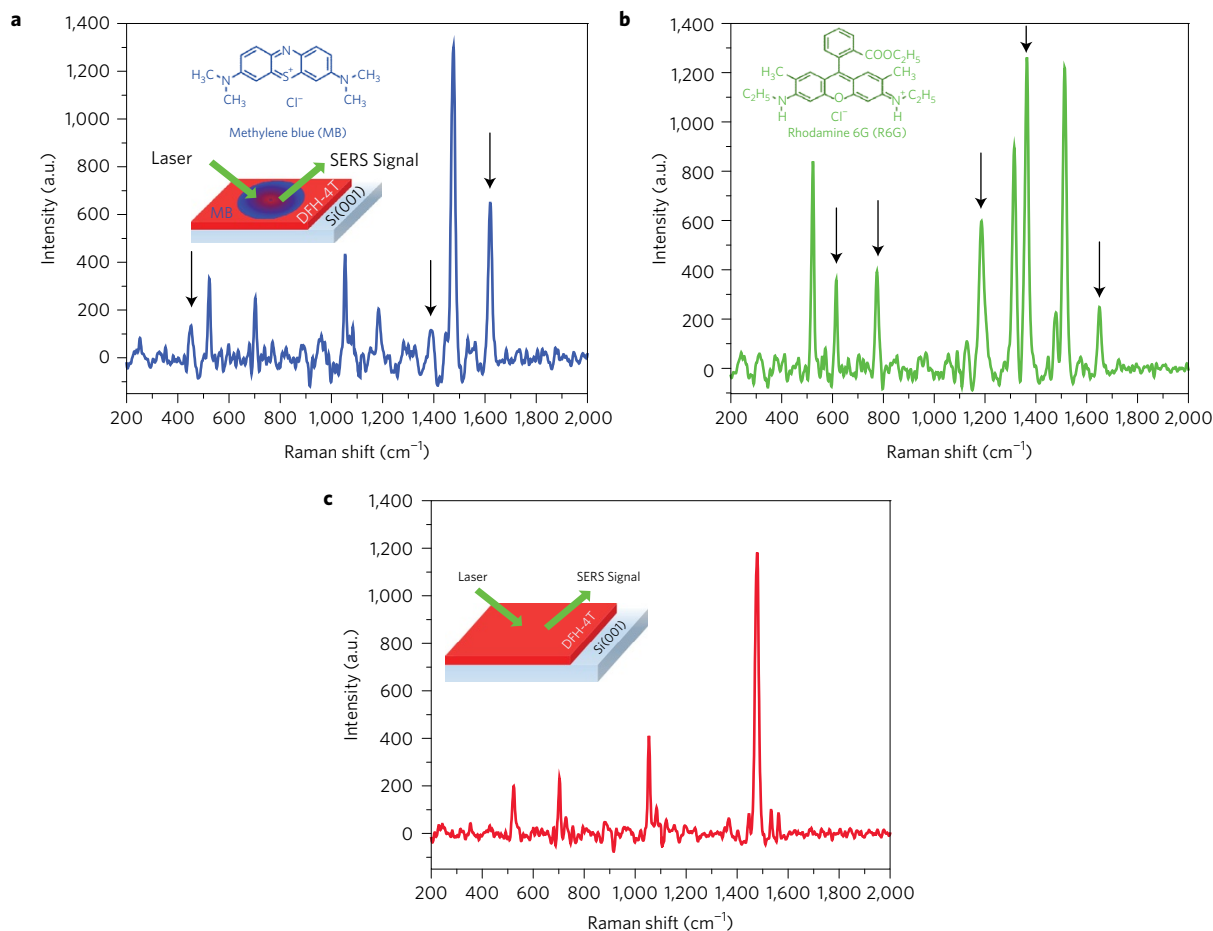 a
1,400
1,200
1,000
800
600
400
200
0
Intensity (a.u.)
200 400 600 800 1,000 1,200 1,400 1,600 1,800 2,000
Raman shift (cm⁻¹)
N
H₃C
N
S⁺
N
CH₃
CH₃
CH₃
Cl⁻
Methylene blue (MB)
Laser
SERS Signal
MB
DFH-4T
Si(001)
b
1,400
1,200
1,000
800
600
400
200
0
Intensity (a.u.)
200 400 600 800 1,000 1,200 1,400 1,600 1,800 2,000
Raman shift (cm⁻¹)
COOC₂H₅
H₃C
CH₃
C₂H₅
N
H
O
N⁺
H
C₂H₅
Cl⁻
Rhodamine 6G (R6G)
c
1,400
1,200
1,000
800
600
400
200
0
Intensity (a.u.)
200 400 600 800 1,000 1,200 1,400 1,600 1,800 2,000
Raman shift (cm⁻¹)
Laser
SERS Signal
DFH-4T
Si(001)